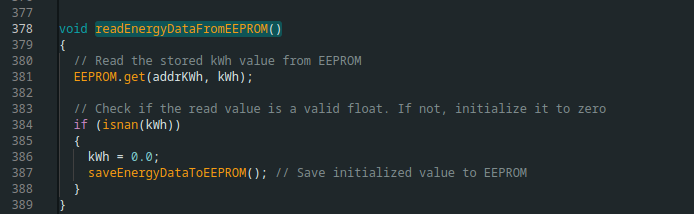 377
378 void readEnergyDataFromEEPROM()
379 {
380 // Read the stored kWh value from EEPROM
381 EEPROM.get(addrKWh, kWh);
382
383 // Check if the read value is a valid float. If not, initialize it to zero
384 if (isnan(kWh))
385 {
386 kWh = 0.0;
387 saveEnergyDataToEEPROM(); // Save initialized value to EEPROM
388 }
389 }